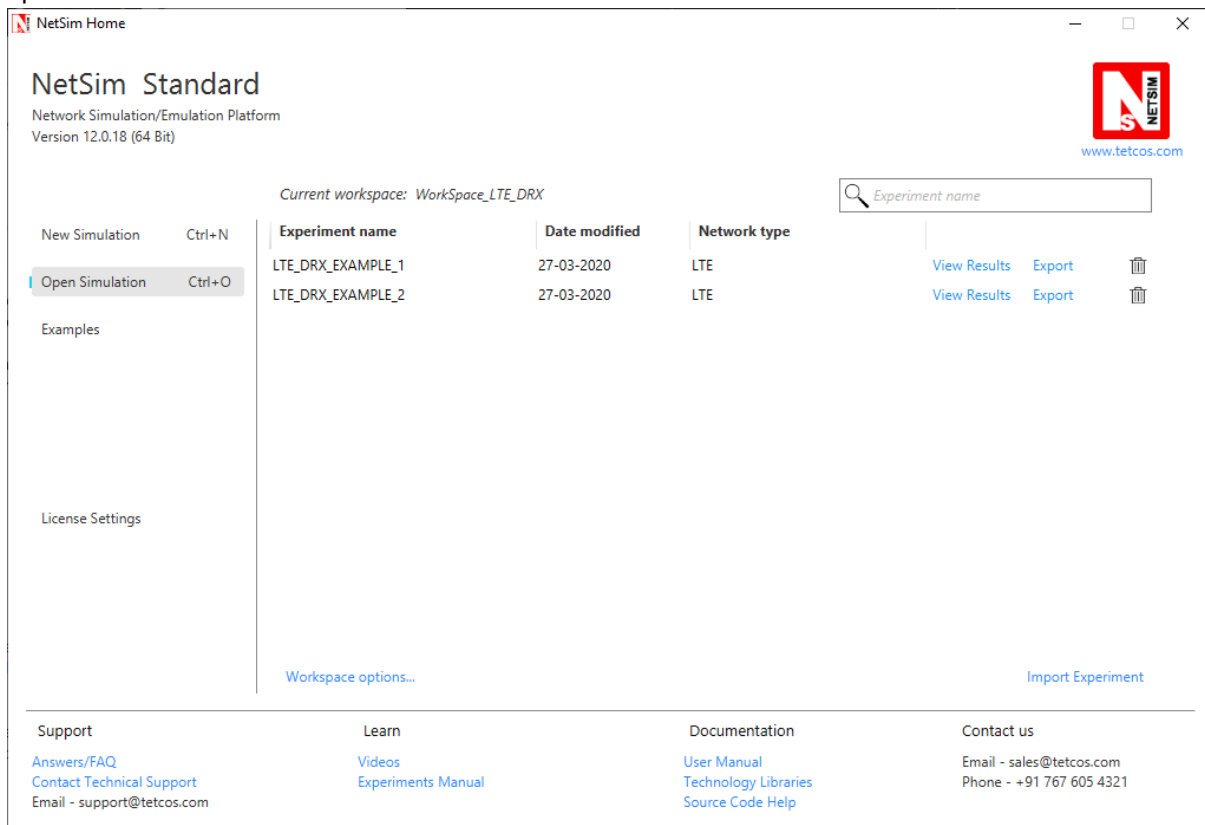 NetSim Home
NetSim Standard
Network Simulation/Emulation Platform
Version 12.0.18 (64 Bit)
NETSIM
www.tetcos.com
Current workspace: WorkSpace_LTE_DRX
Experiment name
New Simulation Ctrl+N
Open Simulation Ctrl+O
Examples
License Settings
Experiment name Date modified Network type
LTE_DRX_EXAMPLE_1 27-03-2020 LTE View Results Export
LTE_DRX_EXAMPLE_2 27-03-2020 LTE View Results Export
Workspace options... Import Experiment
Support
Answers/FAQ
Contact Technical Support
Email - support@tetcos.com
Learn
Videos
Experiments Manual
Documentation
User Manual
Technology Libraries
Source Code Help
Contact us
Email - sales@tetcos.com
Phone - +91 767 605 4321